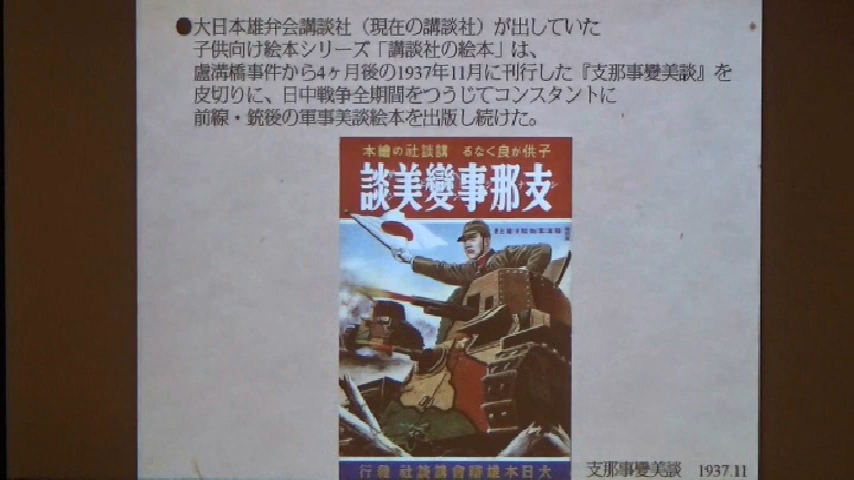 ●大日本雄弁会講談社（現在の講談社）が出していた
子供向け絵本シリーズ「講談社の絵本」は、
盧溝橋事件から4ヶ月後の1937年11月に刊行した『支那事變美談』を
皮切りに、日中戦争全期間をつうじてコンスタントに
前線・銃後の軍事美談絵本を出版し続けた。
子供が良くなる 講談社の繪本
支那事變美談
大日本雄辯會講談社 發行
支那事變美談 1937.11